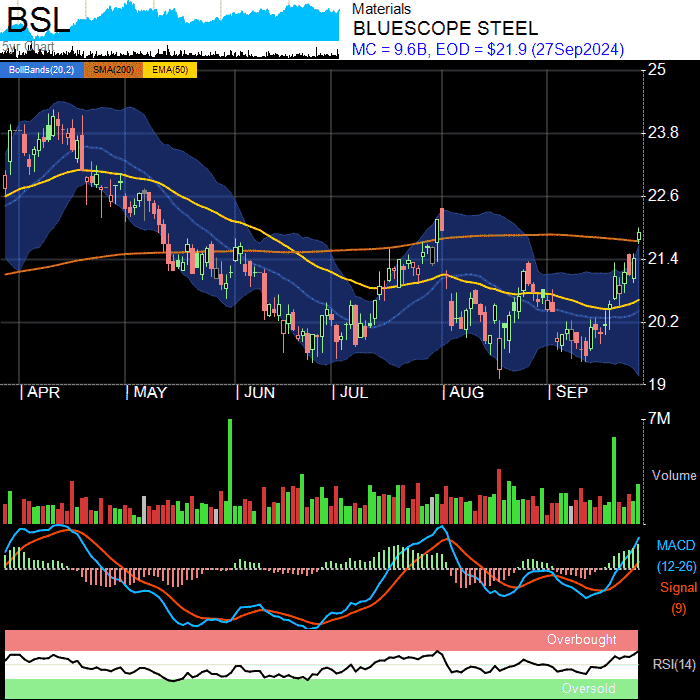 BSL
5yr Chart
Materials
BLUESCOPE STEEL
MC = 9.6B, EOD = $21.9 (27Sep2024)
BollBands(20,2) SMA(200) EMA(50)
25
23.8
22.6
21.4
20.2
19
APR MAY JUN JUL AUG SEP
7M
Volume
MACD
(12-26)
Signal
(9)
Overbought
RSI(14)
Oversold